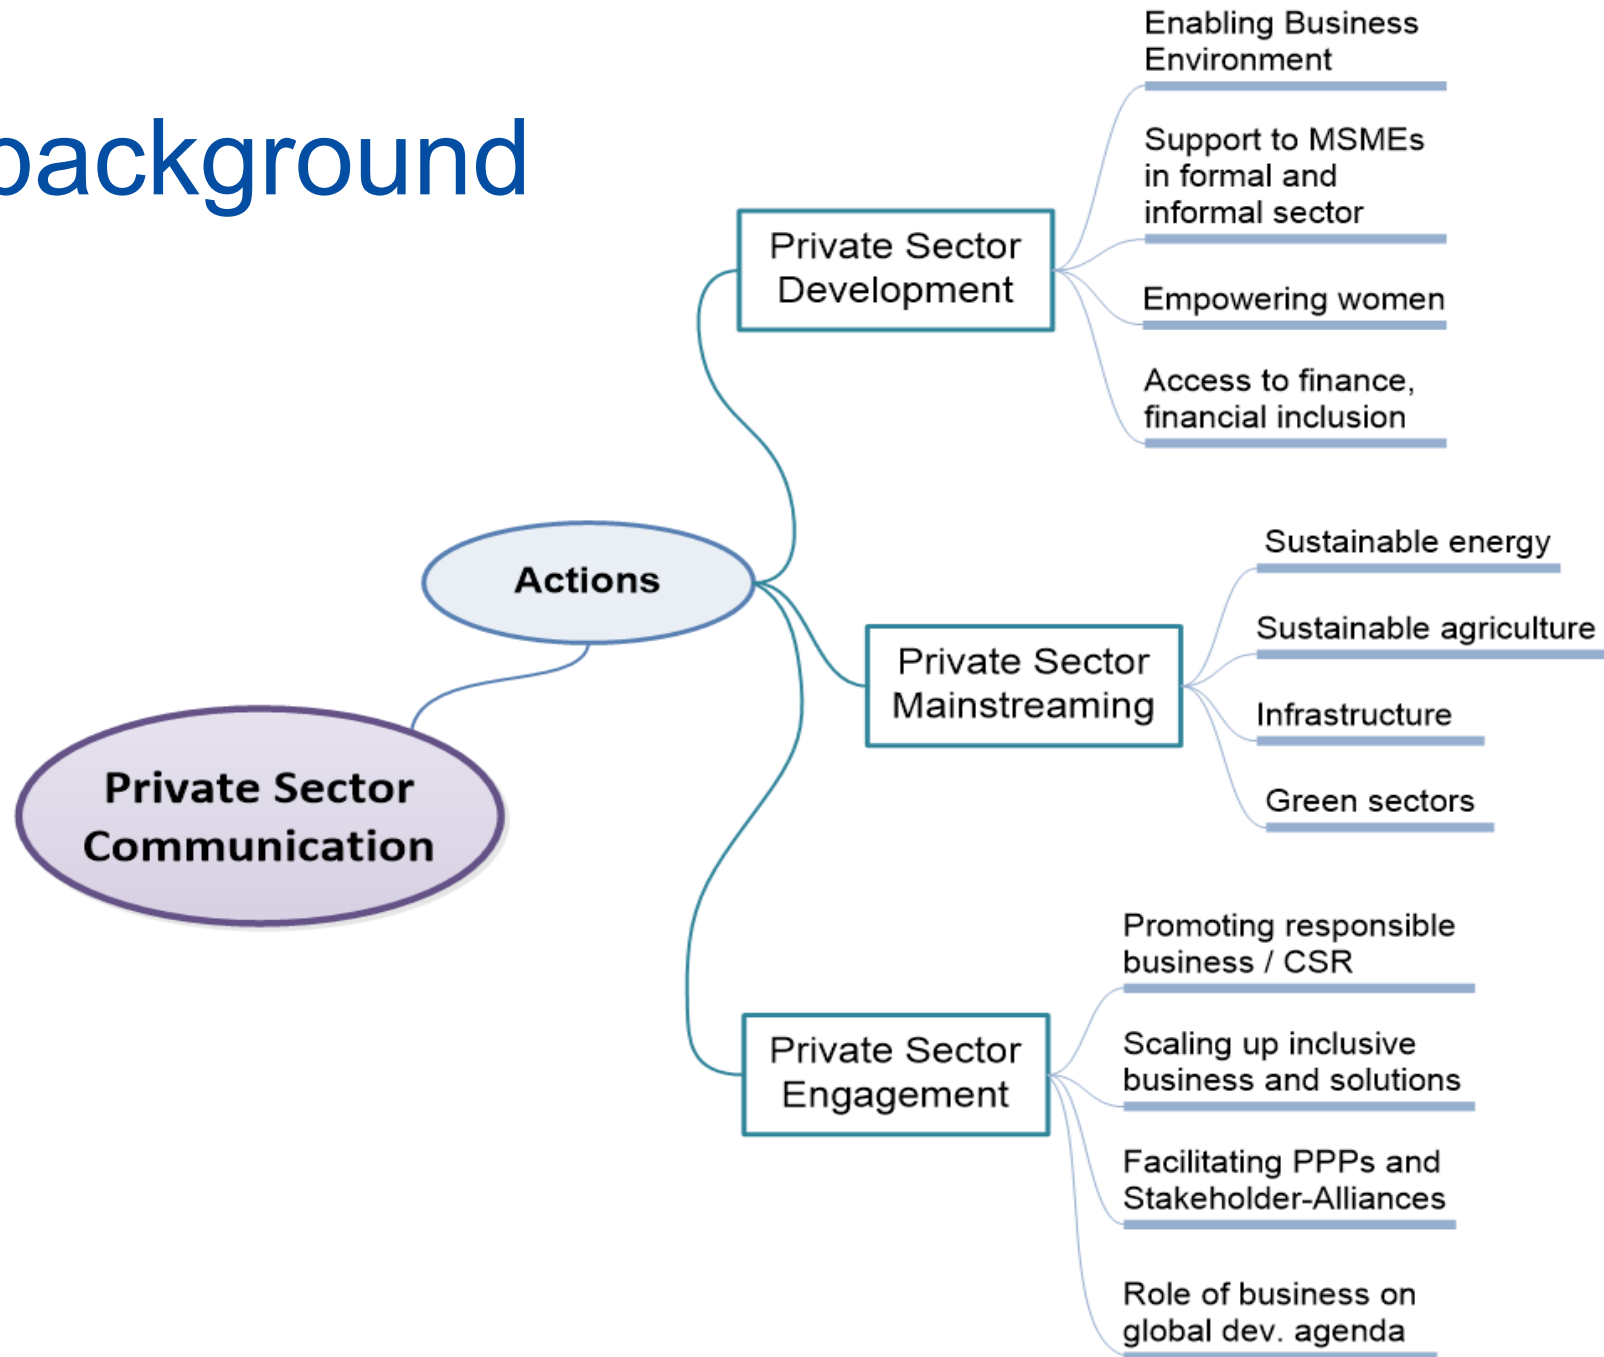 background
Enabling Business
Environment
Support to MSMEs
in formal and
informal sector
Private Sector
Development
Empowering women
Access to finance,
financial inclusion
Actions
Sustainable energy
Sustainable agriculture
Private Sector
Mainstreaming
Infrastructure
Green sectors
Private Sector
Communication
Promoting responsible
business / CSR
Private Sector
Engagement
Scaling up inclusive
business and solutions
Facilitating PPPs and
Stakeholder-Alliances
Role of business on
global dev. agenda